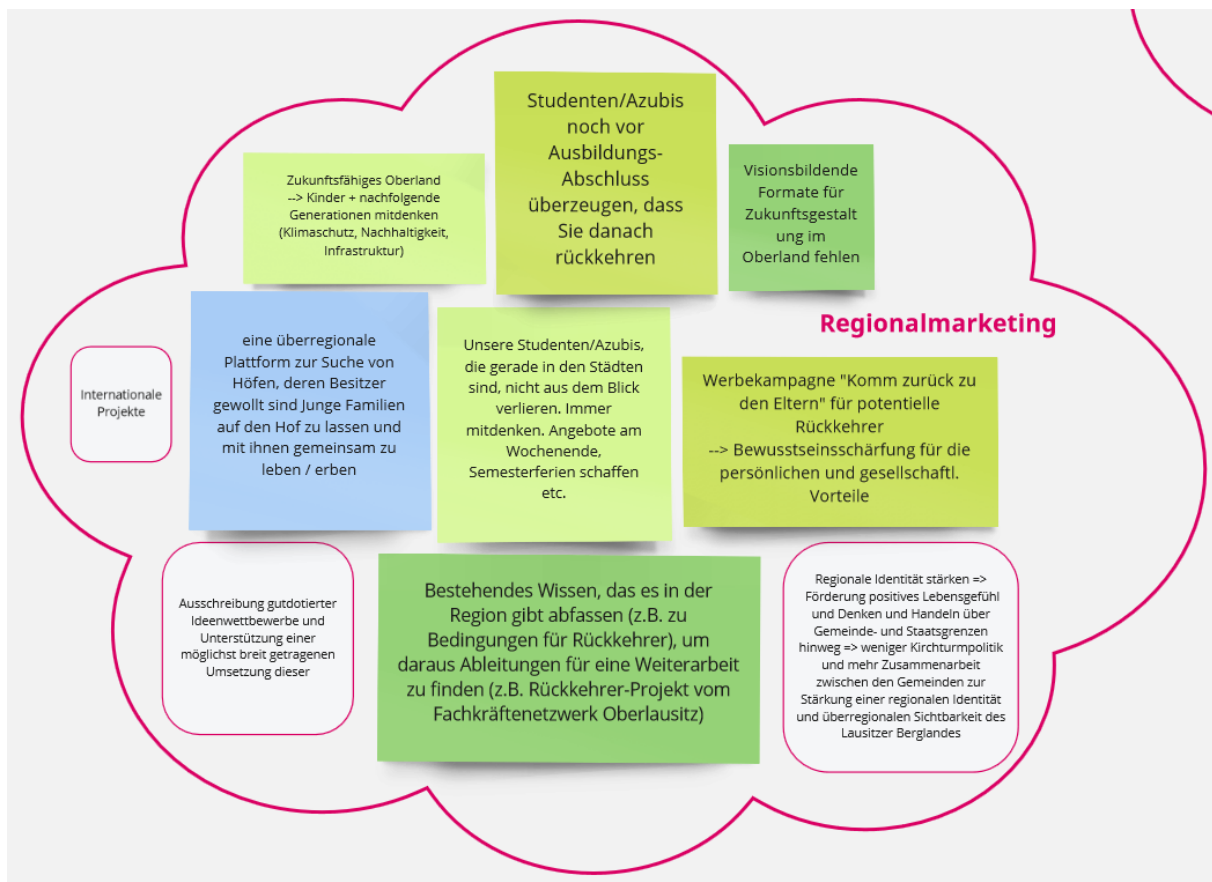 Studenten/Azubis
noch vor
Ausbildungs-
Abschluss
überzeugen, dass
Sie danach
rückkehren
Zukunftsfähiges Oberland
--> Kinder + nachfolgende
Generationen mitdenken
(Klimaschutz, Nachhaltigkeit,
Infrastruktur)
Visionsbildende
Formate für
Zukunftsgestalt
ung im
Oberland fehlen
Regionalmarketing
Internationale
Projekte
eine überregionale
Plattform zur Suche von
Höfen, deren Besitzer
gewollt sind Junge Familien
auf den Hof zu lassen und
mit ihnen gemeinsam zu
leben / erben
Unsere Studenten/Azubis,
die gerade in den Städten
sind, nicht aus dem Blick
verlieren. Immer
mitdenken. Angebote am
Wochenende,
Semesterferien schaffen
etc.
Werbekampagne "Komm zurück zu
den Eltern" für potentielle
Rückkehrer
--> Bewusstseinsschärfung für die
persönlichen und gesellschaftl.
Vorteile
Ausschreibung gutdotierter
Ideenwettbewerbe und
Unterstützung einer
möglichst breit getragenen
Umsetzung dieser
Bestehendes Wissen, das es in der
Region gibt abfassen (z.B. zu
Bedingungen für Rückkehrer), um
daraus Ableitungen für eine Weiterarbeit
zu finden (z.B. Rückkehrer-Projekt vom
Fachkräftenetzwerk Oberlausitz)
Regionale Identität stärken =>
Förderung positives Lebensgefühl
und Denken und Handeln über
Gemeinde- und Staatsgrenzen
hinweg => weniger Kirchturmpolitik
und mehr Zusammenarbeit
zwischen den Gemeinden zur
Stärkung einer regionalen Identität
und überregionalen Sichtbarkeit des
Lausitzer Berglandes